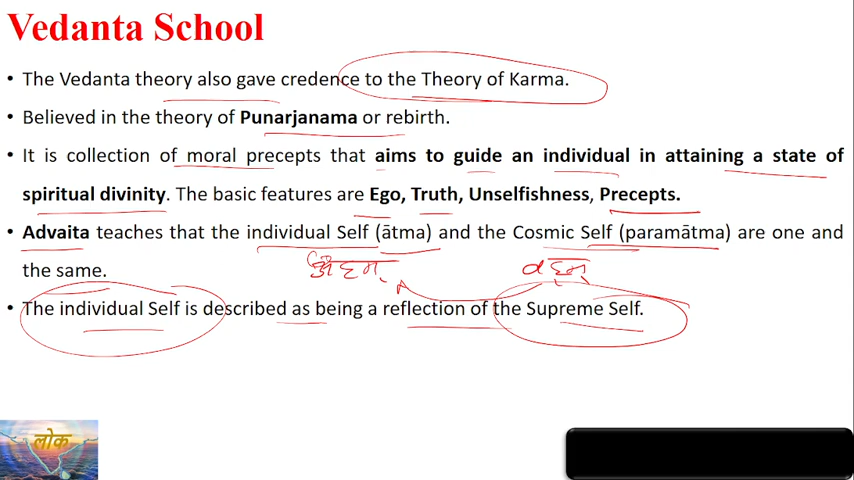 Vedanta School
• The Vedanta theory also gave credence to the Theory of Karma.
• Believed in the theory of Punarjanama or rebirth.
• It is collection of moral precepts that aims to guide an individual in attaining a state of
spiritual divinity. The basic features are Ego, Truth, Unselfishness, Precepts.
• Advaita teaches that the individual Self (ātma) and the Cosmic Self (paramātma) are one and
the same.
• The individual Self is described as being a reflection of the Supreme Self.
लोक